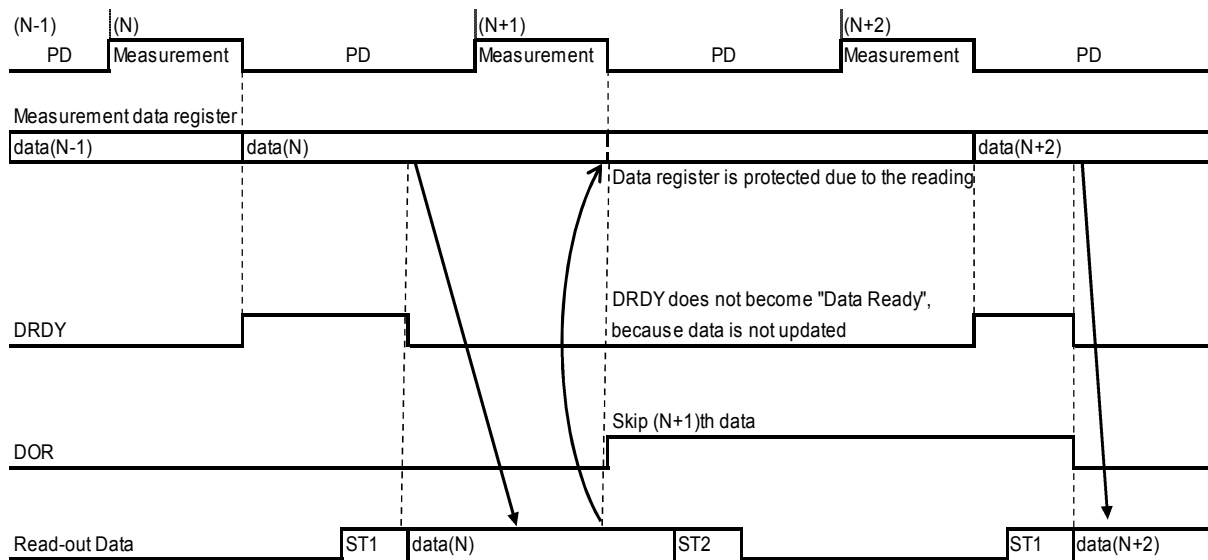 (N-1) (N) (N+1) (N+2)
PD Measurement PD Measurement PD Measurement PD
Measurement data register
data(N-1) data(N) data(N+2)
Data register is protected due to the reading
DRDY does not become "Data Ready",
DRDY because data is not updated
Skip (N+1)th data
DOR
Read-out Data ST1 data(N) ST2 ST1 data(N+2)